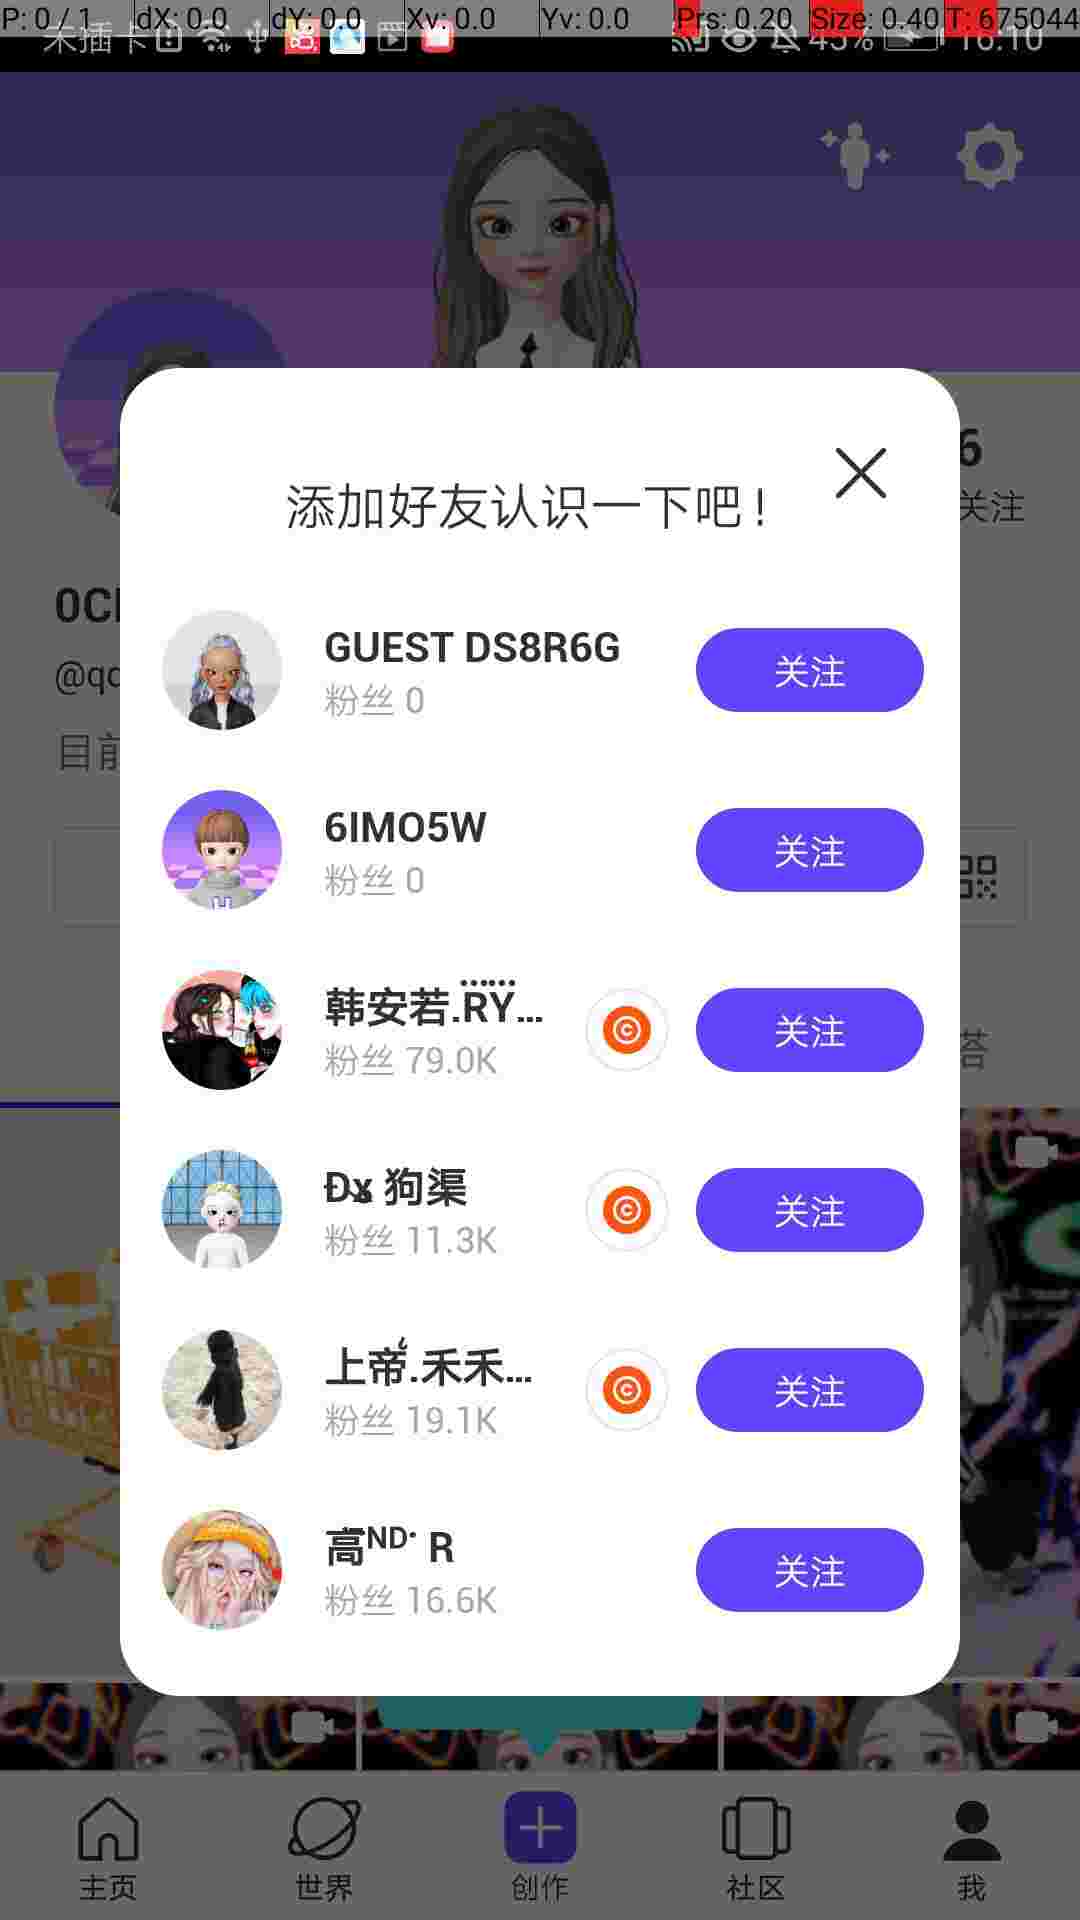 P: 0 / 1 dX: 0.0 dY: 0.0 Xv: 0.0 Yv: 0.0 Prs: 0.20 Size: 0.40 T: 675044
未插卡 45% 16:10
6
关注
添加好友认识一下吧！
@qc
目前
GUEST DS8R6G
粉丝 0
关注
6IMO5W
粉丝 0
关注
韩安若.RY...
粉丝 79.0K
关注
狗渠
粉丝 11.3K
关注
上帝.禾禾...
粉丝 19.1K
关注
高ᴺᴰ· R
粉丝 16.6K
关注
主页 世界 创作 社区 我